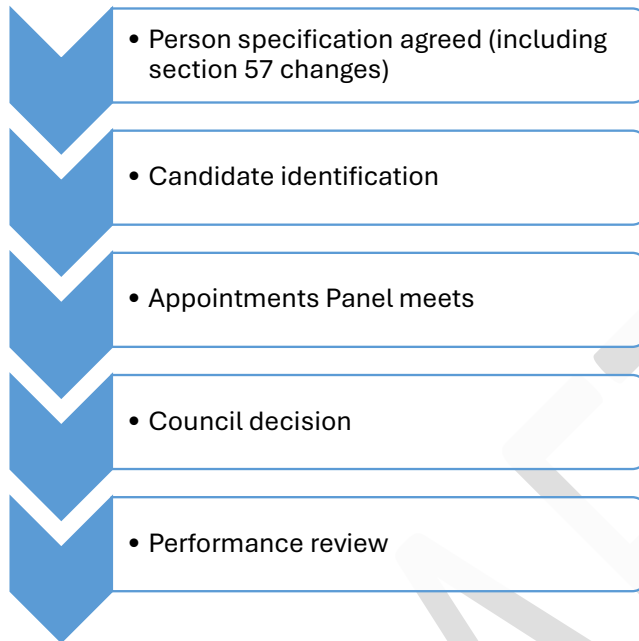 • Person specification agreed (including
section 57 changes)
• Candidate identification
• Appointments Panel meets
• Council decision
• Performance review